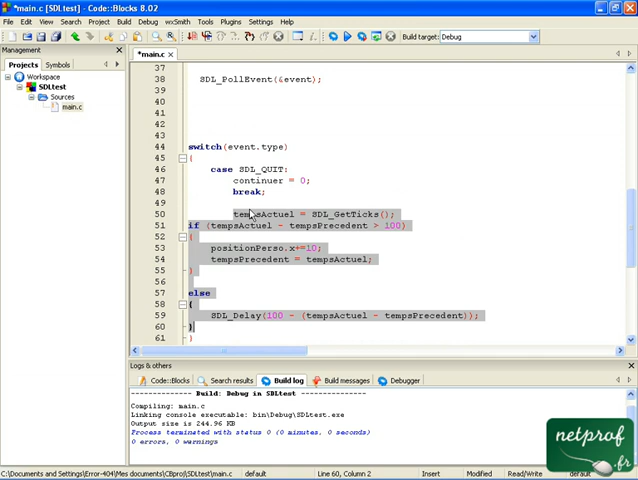 *main.c [SDLtest] - Code::Blocks 8.02
File Edit View Search Project Build Debug wxSmith Tools Plugins Settings Help
Build target: Debug
Management
Projects Symbols
Workspace
SDLtest
Sources
main.c
*main.c
37
38 SDL_PollEvent(&event);
39
40
41
42
43
44 switch(event.type)
45 {
46 case SDL_QUIT:
47 continuer = 0;
48 break;
49
50 tempsActuel = SDL_GetTicks();
51 if (tempsActuel - tempsPrecedent > 100)
52 {
53 positionPerso.x+=10;
54 tempsPrecedent = tempsActuel;
55 }
56
57 else
58 {
59 SDL_Delay(100 - (tempsActuel - tempsPrecedent));
60 }
61 }
Logs & others
Code::Blocks Search results Build log Build messages Debugger
-------------- Build: Debug in SDLtest ---------------
Compiling: main.c
Linking console executable: bin\Debug\SDLtest.exe
Output size is 244.96 KB
Process terminated with status 0 (0 minutes, 0 seconds)
0 errors, 0 warnings
netprof
.fr
C:\Documents and Settings\Error-404\Mes documents\CBproj\SDLtest\main.c default Line 60, Column 2 Insert Modified Read/Write default